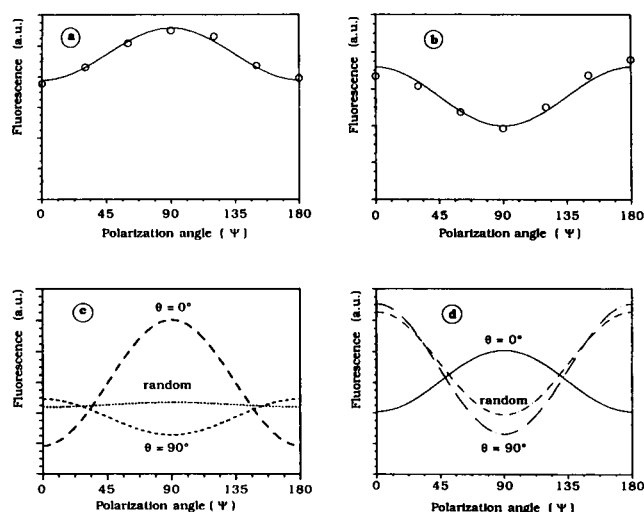 a
Fluorescence (a.u.)
0 45 90 135 180
Polarization angle ( Ψ )
b
Fluorescence (a.u.)
0 45 90 135 180
Polarization angle ( Ψ )
c
θ = 0°
random
θ = 90°
Fluorescence (a.u.)
0 45 90 135 180
Polarization angle ( Ψ )
d
θ = 0°
random
θ = 90°
Fluorescence (a.u.)
0 45 90 135 180
Polarization angle ( Ψ )